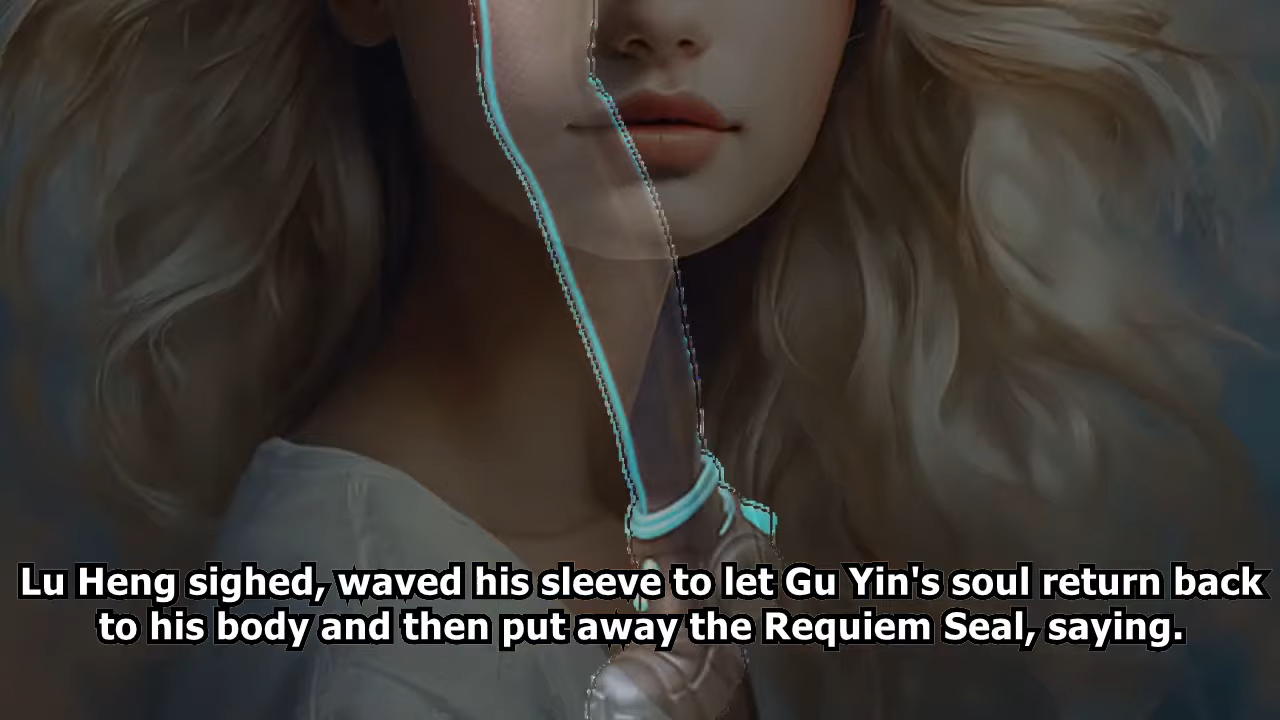 Lu Heng sighed, waved his sleeve to let Gu Yin's soul return back
to his body and then put away the Requiem Seal, saying.